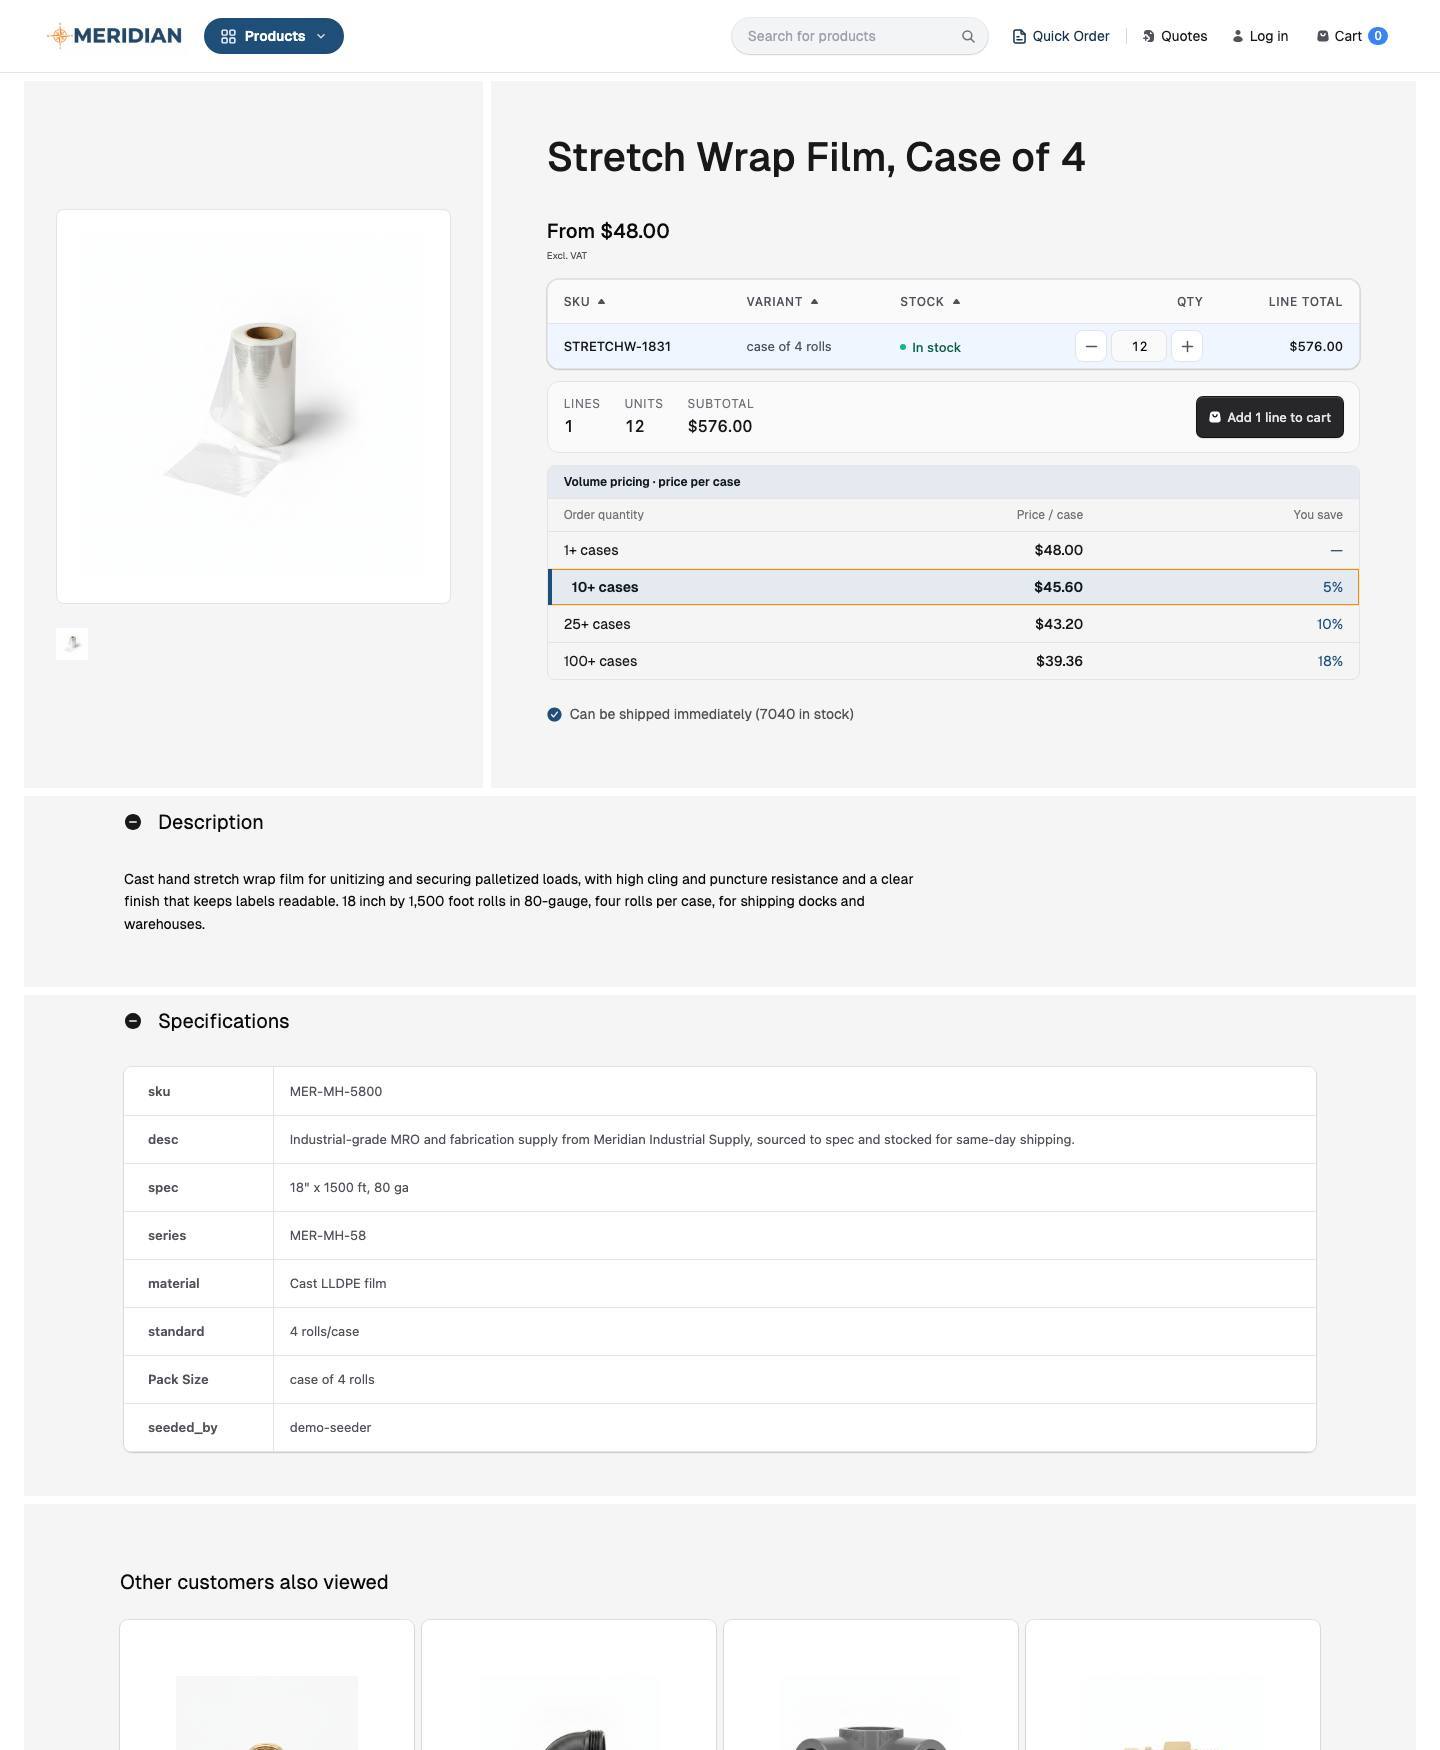 MERIDIAN
Products
Search for products
Quick Order
Quotes
Log in
Cart 0
Stretch Wrap Film, Case of 4
From $48.00
Excl. VAT
SKU VARIANT STOCK QTY LINE TOTAL
STRETCHW-1831 case of 4 rolls In stock 12 $576.00
LINES UNITS SUBTOTAL
1 12 $576.00
Add 1 line to cart
Volume pricing · price per case
Order quantity Price / case You save
1+ cases $48.00 —
10+ cases $45.60 5%
25+ cases $43.20 10%
100+ cases $39.36 18%
Can be shipped immediately (7040 in stock)
Description
Cast hand stretch wrap film for unitizing and securing palletized loads, with high cling and puncture resistance and a clear
finish that keeps labels readable. 18 inch by 1,500 foot rolls in 80-gauge, four rolls per case, for shipping docks and
warehouses.
Specifications
sku MER-MH-5800
desc Industrial-grade MRO and fabrication supply from Meridian Industrial Supply, sourced to spec and stocked for same-day shipping.
spec 18" x 1500 ft, 80 ga
series MER-MH-58
material Cast LLDPE film
standard 4 rolls/case
Pack Size case of 4 rolls
seeded_by demo-seeder
Other customers also viewed